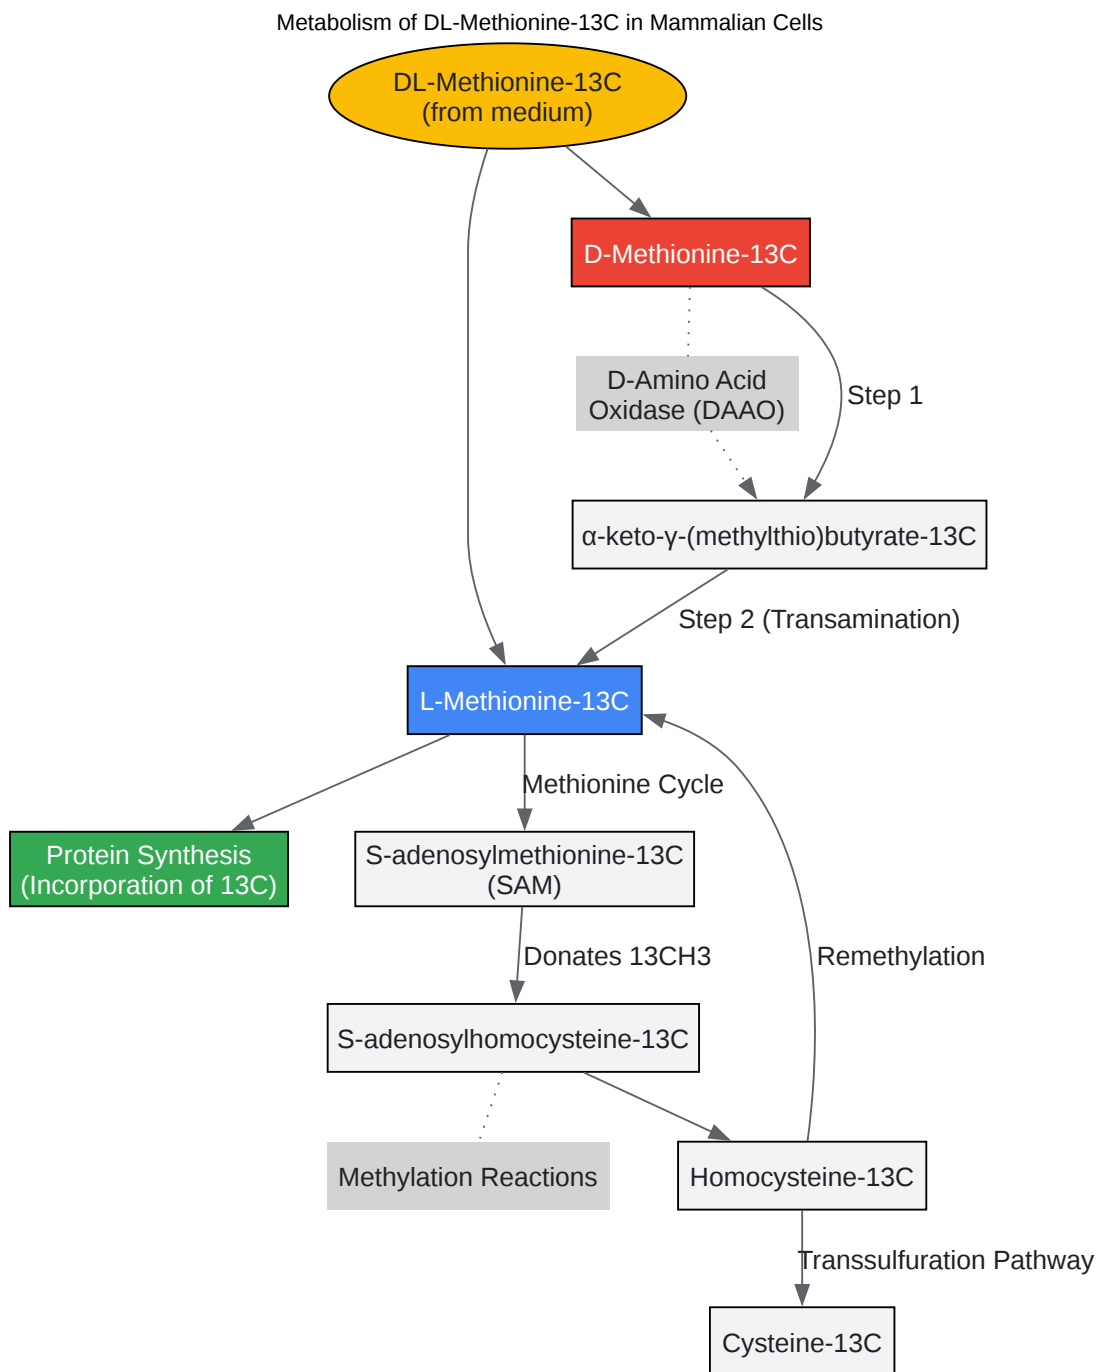 Metabolism of DL-Methionine-13C in Mammalian Cells
DL-Methionine-13C
(from medium)
D-Methionine-13C
D-Amino Acid
Oxidase (DAAO)
Step 1
α-keto-γ-(methylthio)butyrate-13C
Step 2 (Transamination)
L-Methionine-13C
Methionine Cycle
Protein Synthesis
(Incorporation of 13C)
S-adenosylmethionine-13C
(SAM)
Donates 13CH3
Remethylation
S-adenosylhomocysteine-13C
Methylation Reactions
Homocysteine-13C
Transsulfuration Pathway
Cysteine-13C